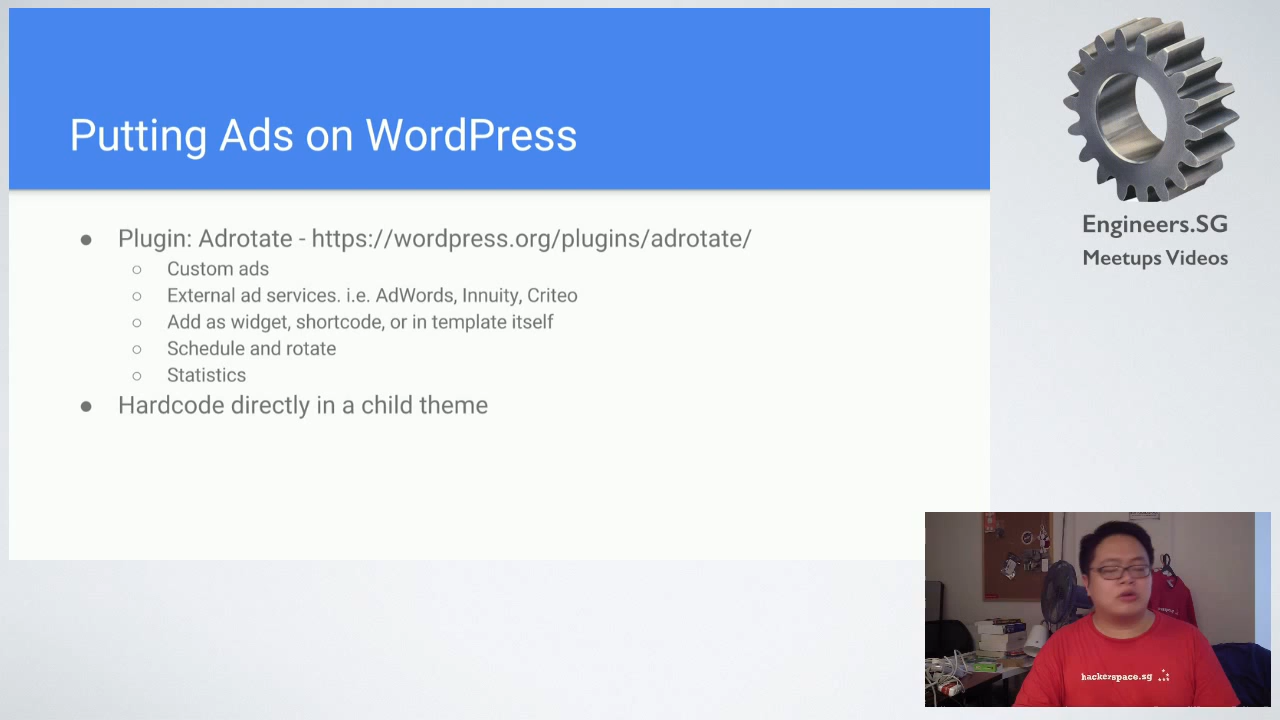 Putting Ads on WordPress
● Plugin: Adrotate - https://wordpress.org/plugins/adrotate/
○ Custom ads
○ External ad services. i.e. AdWords, Innuity, Criteo
○ Add as widget, shortcode, or in template itself
○ Schedule and rotate
○ Statistics
● Hardcode directly in a child theme
Engineers.SG
Meetups Videos
hackerspace.sg